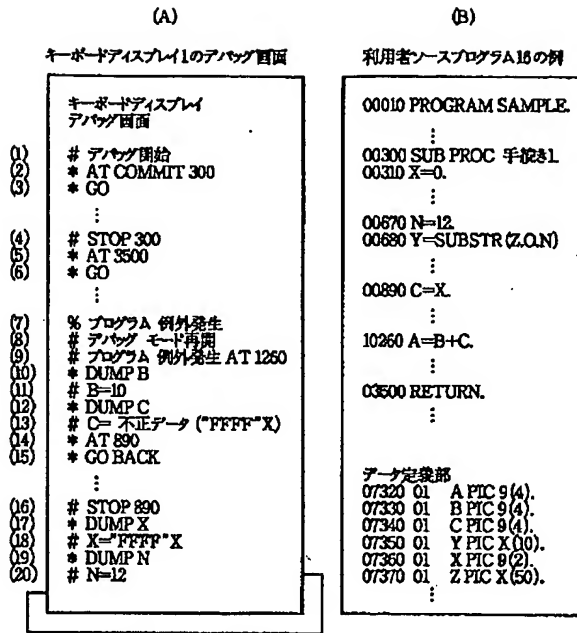 (A)
キーボードディスプレイ1のデバッグ画面
キーボードディスプレイ
デバッグ画面
(1) # デバッグ開始
(2) * AT COMMIT 300
(3) * GO
⋮
(4) # STOP 300
(5) * AT 3500
(6) * GO
⋮
(7) % プログラム 例外発生
(8) # デバッグ モード再開
(9) # プログラム 例外発生 AT 1260
(10) * DUMP B
(11) # B=10
(12) * DUMP C
(13) # C= 不正データ ("FFFF"X)
(14) * AT 890
(15) * GO BACK
⋮
(16) # STOP 890
(17) * DUMP X
(18) # X="FFFF"X
(19) * DUMP N
(20) # N=12
(B)
利用者ソースプログラム16の例
00010 PROGRAM SAMPLE.
⋮
00300 SUB PROC 手続き1.
00310 X=0.
⋮
00670 N=12.
00680 Y=SUBSTR(Z,O,N)
⋮
00890 C=X.
⋮
10260 A=B+C.
⋮
03500 RETURN.
⋮
データ定義部
07320 01 A PIC 9(4).
07330 01 B PIC 9(4).
07340 01 C PIC 9(4).
07350 01 Y PIC X(10).
07360 01 X PIC 9(2).
07370 01 Z PIC X(50).
⋮